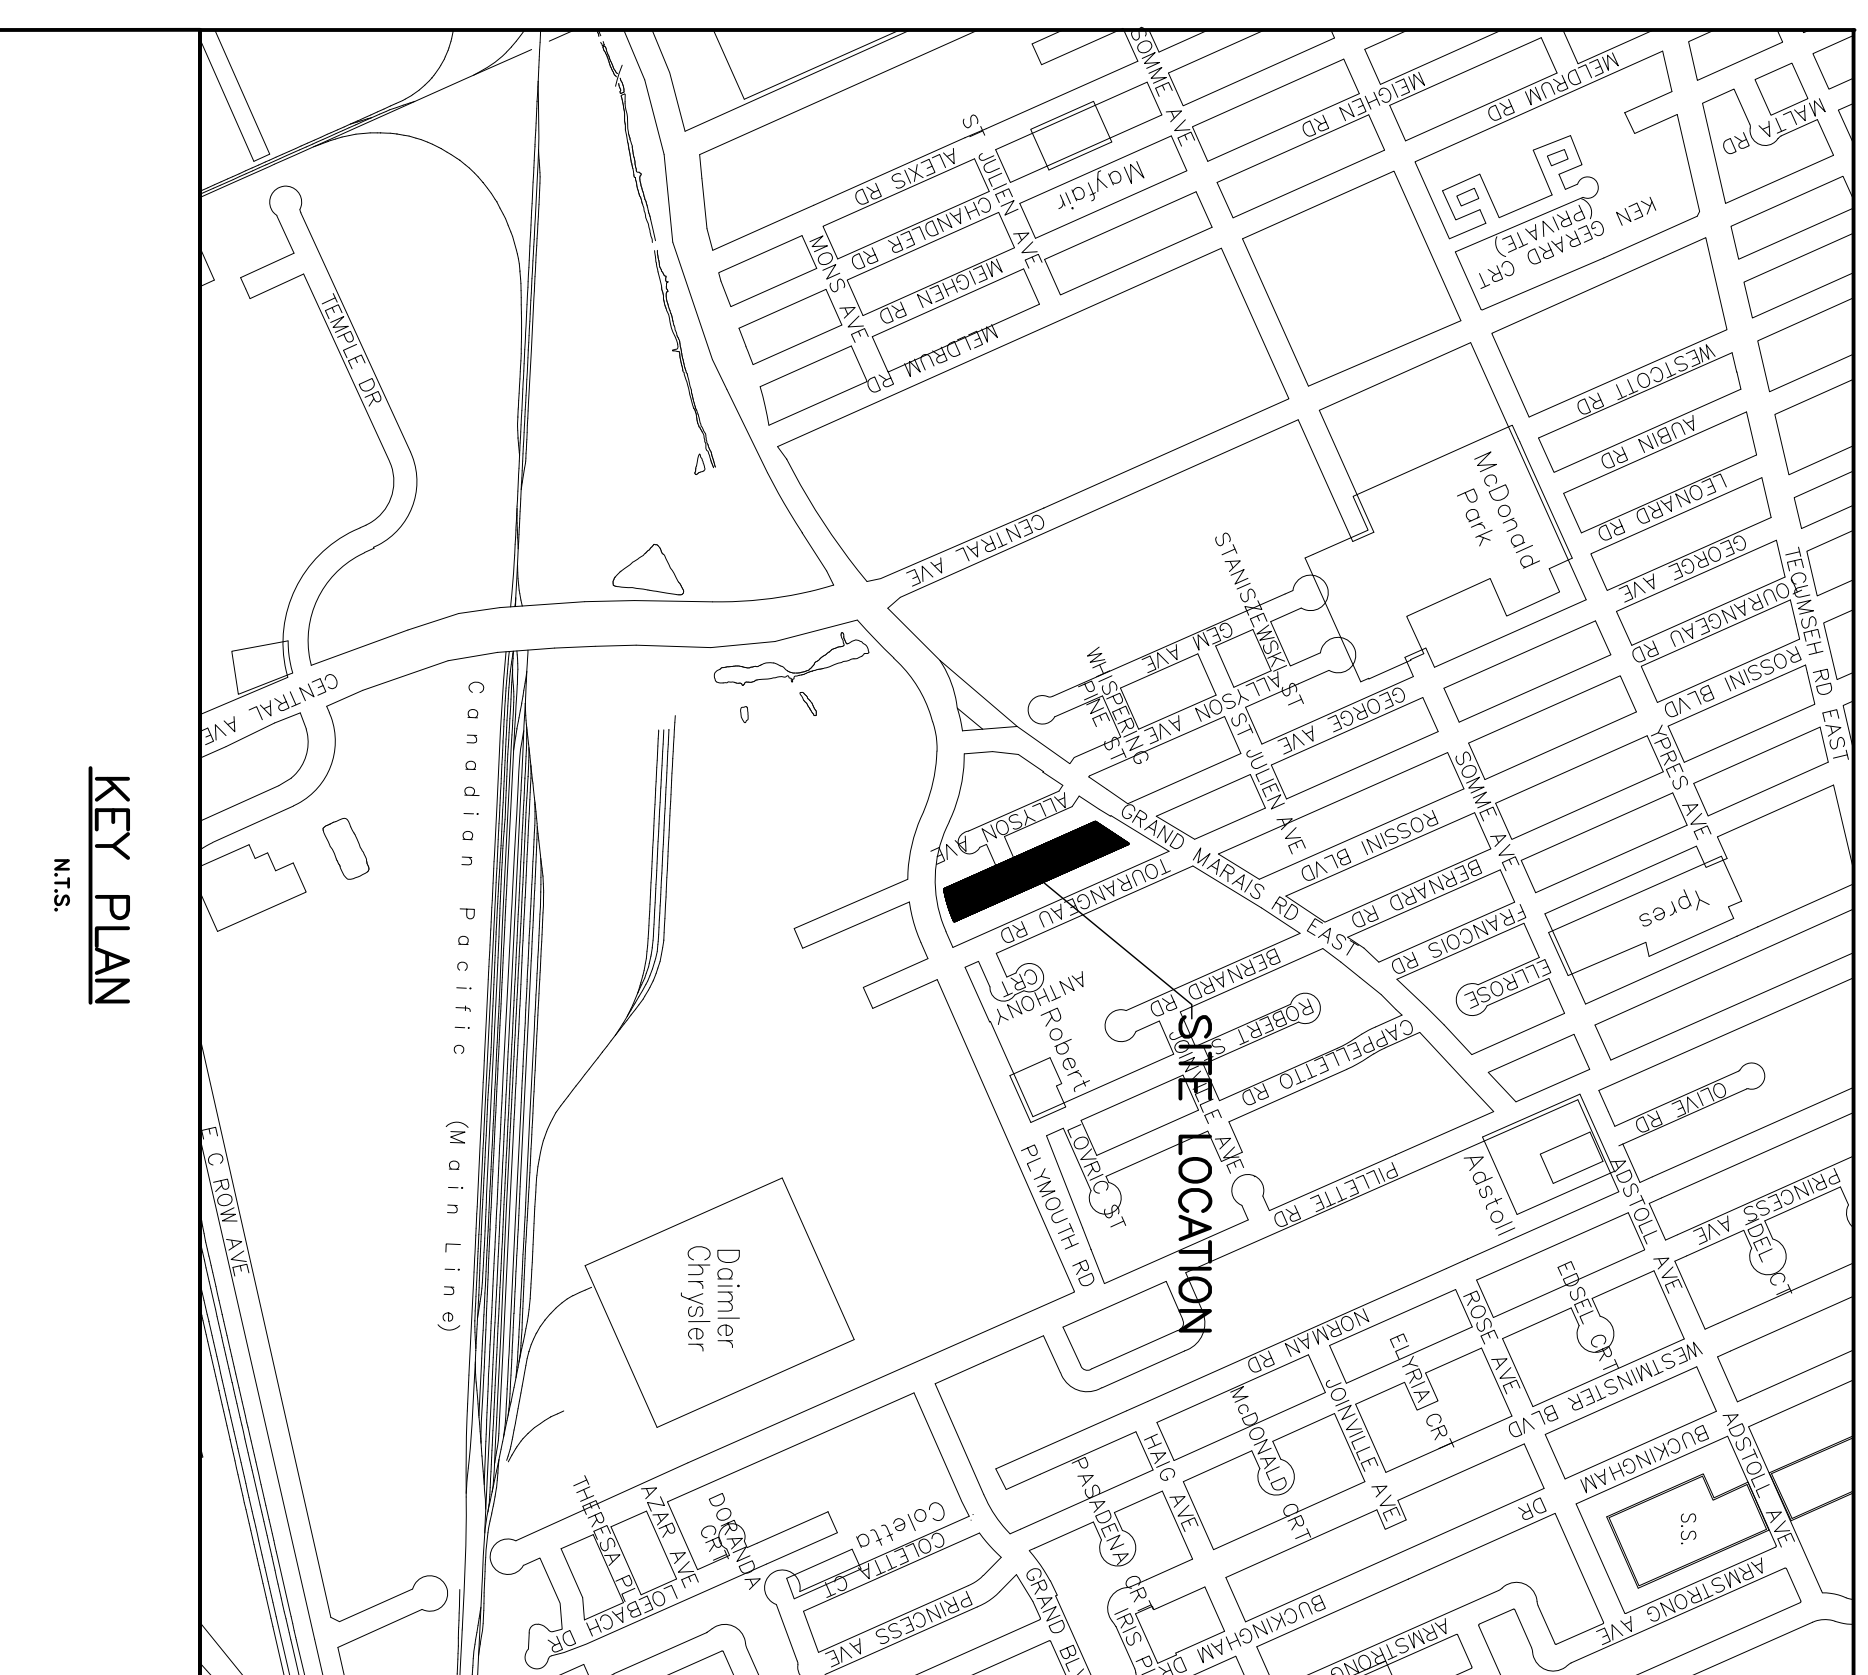 SOMME AVE
MEIGHEN RD
MELDRUM RD
MALTA RD
ST JULIEN AVE
ALEXIS RD
CHANDLER RD
MEIGHEN RD
MELDRUM RD
MONS AVE
Mayfair
KEN
GERARD CRT
(PRIVATE)
TEMPLE DR
WESTCOTT RD
AUBIN RD
LEONARD RD
GEORGE AVE
TOURANGEAU RD
ROSSINI BLVD
TECUMSEH RD EAST
McDonald
Park
CENTRAL AVE
STANISZEWSKI ST
GEM AVE
WHISPERING
PINE ST
ALLYSON AVE
GEORGE AVE
ST JULIEN AVE
SOMME AVE
YPRES AVE
CENTRAL AVE
Canadian Pacific (Main Line)
KEY PLAN
N.T.S.
ALLYSON AVE
GRAND MARAIS RD EAST
TOURANGEAU RD
ROSSINI BLVD
BERNARD RD
FRANCOIS RD
ELLROSE
Ypres
BERNARD RD
ANTHONY
CRT
Robert
ROBERT S
JOINVILLE AVE
CAPPELLETTO RD
SITE LOCATION
OLIVE RD
LOVRIC ST
PLYMOUTH RD
PILLETTE RD
Adstoll
ADSTOLL AVE
PRINCESS AVE
IDEL CT
E C ROW AVE
Daimler
Chrysler
NORMAN RD
ROSE AVE
EDSEL CRT
ELYRIA CRT
WESTMINSTER BLVD
McDONALD CRT
JOINVILLE AVE
HAIG AVE
PASADENA CRT
BUCKINGHAM DR
ADSTOLL AVE
S.S.
ARMSTRONG AVE
THERESA PL
AZAR AVE
DORANDA
CRT
Coletta
COLETTA CT
LOEBACH DR
PRINCESS AVE
GRAND BLV
IRIS PL
BUCKINGHAM DR
ARMSTRONG